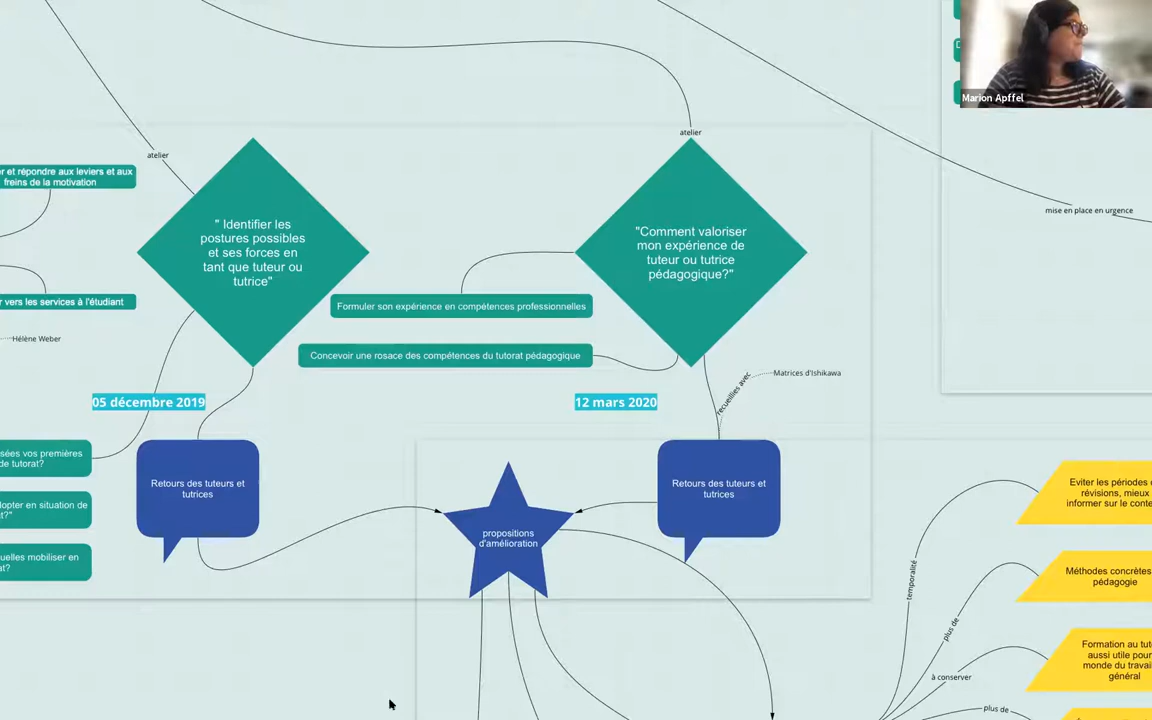 Marion Apffel
atelier
atelier
er et répondre aux leviers et aux
freins de la motivation
mise en place en urgence
" Identifier les
postures possibles
et ses forces en
tant que tuteur ou
tutrice"
"Comment valoriser
mon expérience de
tuteur ou tutrice
pédagogique?"
r vers les services à l'étudiant
Formuler son expérience en compétences professionnelles
Hélène Weber
Concevoir une rosace des compétences du tutorat pédagogique
recueillies avec
Matrices d'Ishikawa
05 décembre 2019
12 mars 2020
sées vos premières
de tutorat?
Retours des tuteurs et
tutrices
Retours des tuteurs et
tutrices
propositions
d'amélioration
Eviter les périodes
révisions, mieux
informer sur le conte
lopter en situation de
at?"
uelles mobiliser en
at?
temporalité
Méthodes concrètes
pédagogie
plus de
Formation au tut
aussi utile pour
monde du travai
général
à conserver
plus de